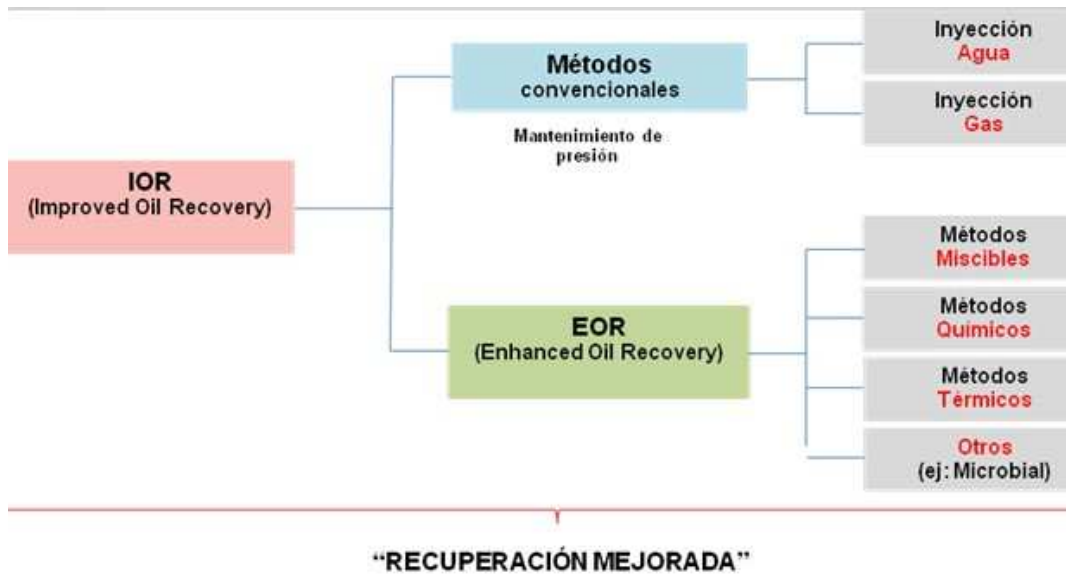 Métodos
convencionales
Mantenimiento de
presión
Inyección
Agua
Inyección
Gas
IOR
(Improved Oil Recovery)
EOR
(Enhanced Oil Recovery)
Métodos
Miscibles
Métodos
Químicos
Métodos
Térmicos
Otros
(ej: Microbial)
“RECUPERACIÓN MEJORADA”